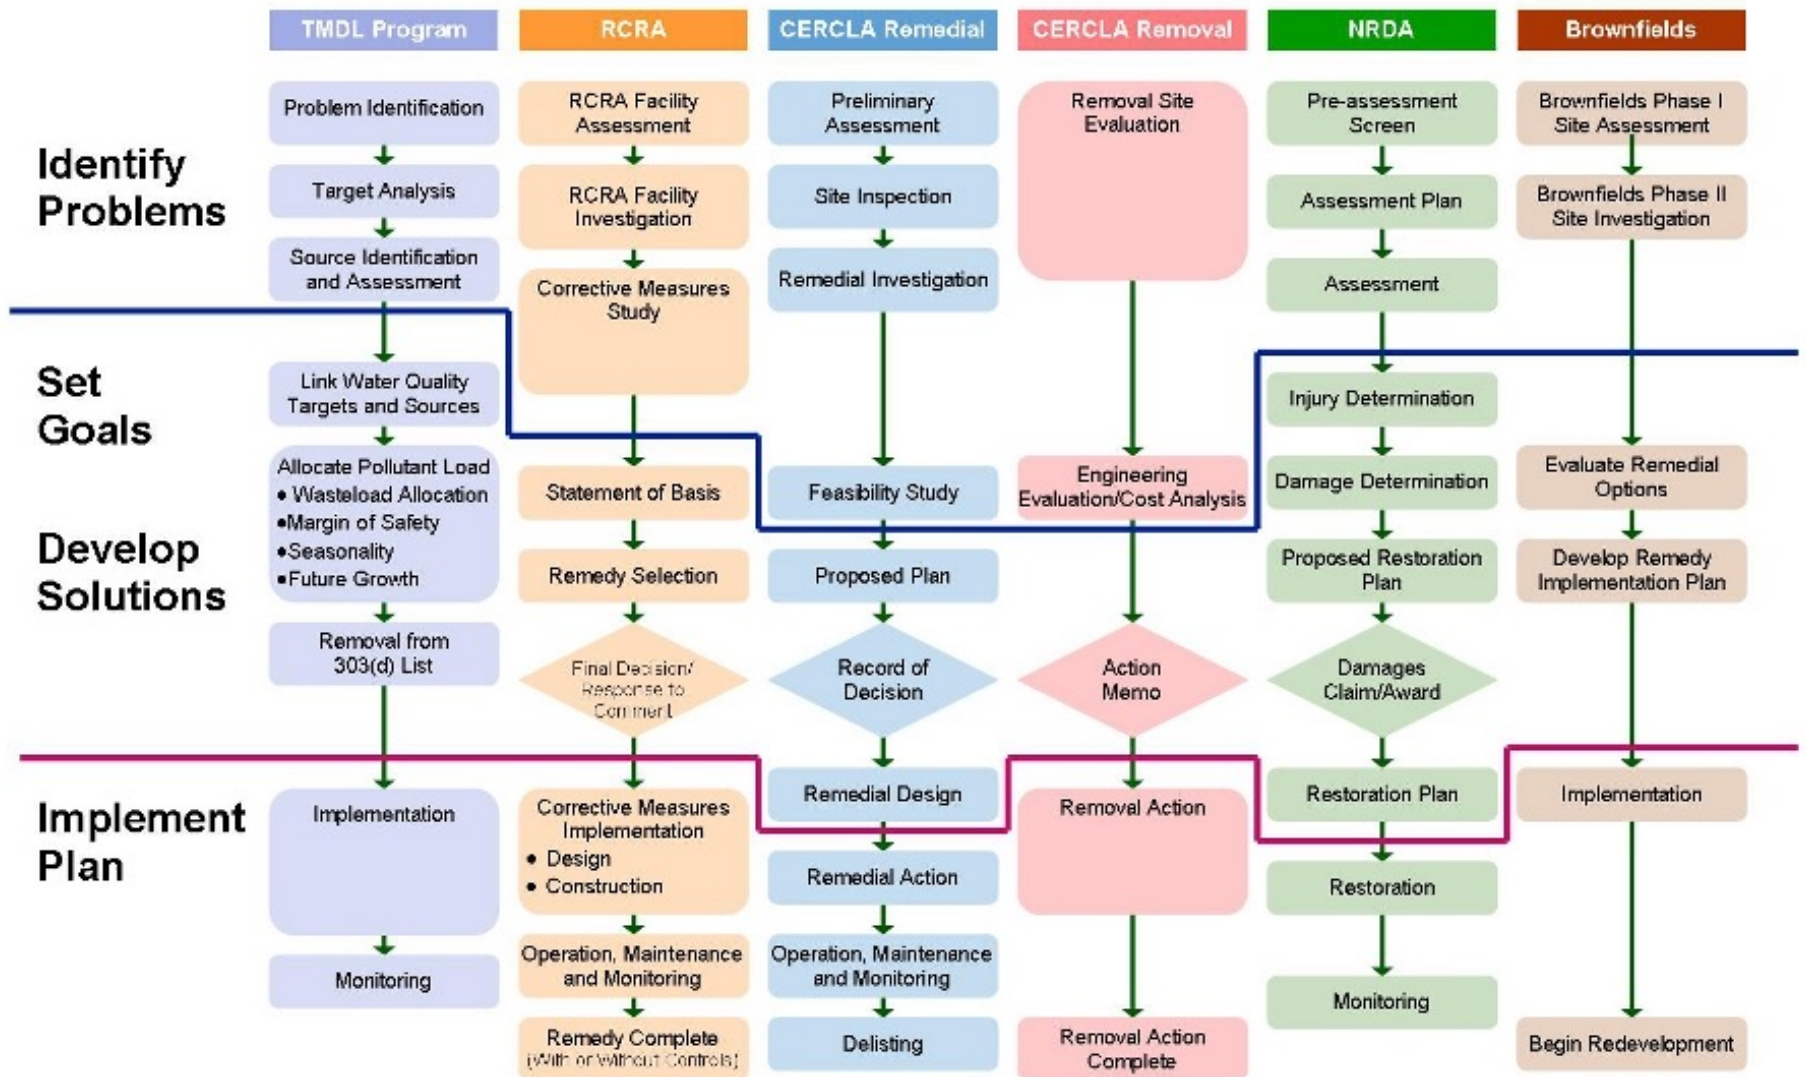 TMDL Program
RCRA
CERCLA Remedial
CERCLA Removal
NRDA
Brownfields
Identify
Problems
Set
Goals
Develop
Solutions
Implement
Plan
Problem Identification
Target Analysis
Source Identification
and Assessment
Link Water Quality
Targets and Sources
Allocate Pollutant Load
● Wasteload Allocation
●Margin of Safety
●Seasonality
●Future Growth
Removal from
303(d) List
Implementation
Monitoring
RCRA Facility
Assessment
RCRA Facility
Investigation
Corrective Measures
Study
Statement of Basis
Remedy Selection
Final Decision/
Response to
Comment
Corrective Measures
Implementation
● Design
● Construction
Operation, Maintenance
and Monitoring
Remedy Complete
(With or Without Controls)
Preliminary
Assessment
Site Inspection
Remedial Investigation
Feasibility Study
Proposed Plan
Record of
Decision
Remedial Design
Remedial Action
Operation, Maintenance
and Monitoring
Delisting
Removal Site
Evaluation
Engineering
Evaluation/Cost Analysis
Action
Memo
Removal Action
Removal Action
Complete
Pre-assessment
Screen
Assessment Plan
Assessment
Injury Determination
Damage Determination
Proposed Restoration
Plan
Damages
Claim/Award
Restoration Plan
Restoration
Monitoring
Brownfields Phase I
Site Assessment
Brownfields Phase II
Site Investigation
Evaluate Remedial
Options
Develop Remedy
Implementation Plan
Implementation
Begin Redevelopment